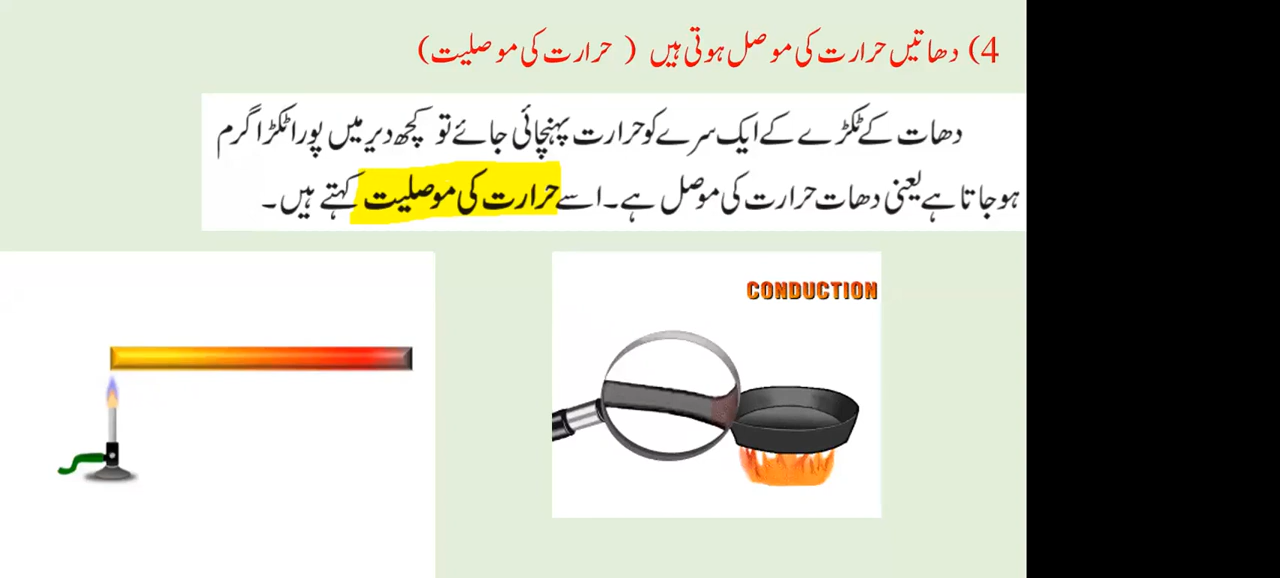 4) دھاتیں حرارت کی موصل ہوتی ہیں ( حرارت کی موصلیت)
دھات کے ٹکڑے کے ایک سرے کو حرارت پہنچائی جائے تو کچھ دیر میں پورا ٹکڑا گرم
ہو جاتا ہے یعنی دھات حرارت کی موصل ہے۔ اسے حرارت کی موصلیت کہتے ہیں۔
CONDUCTION